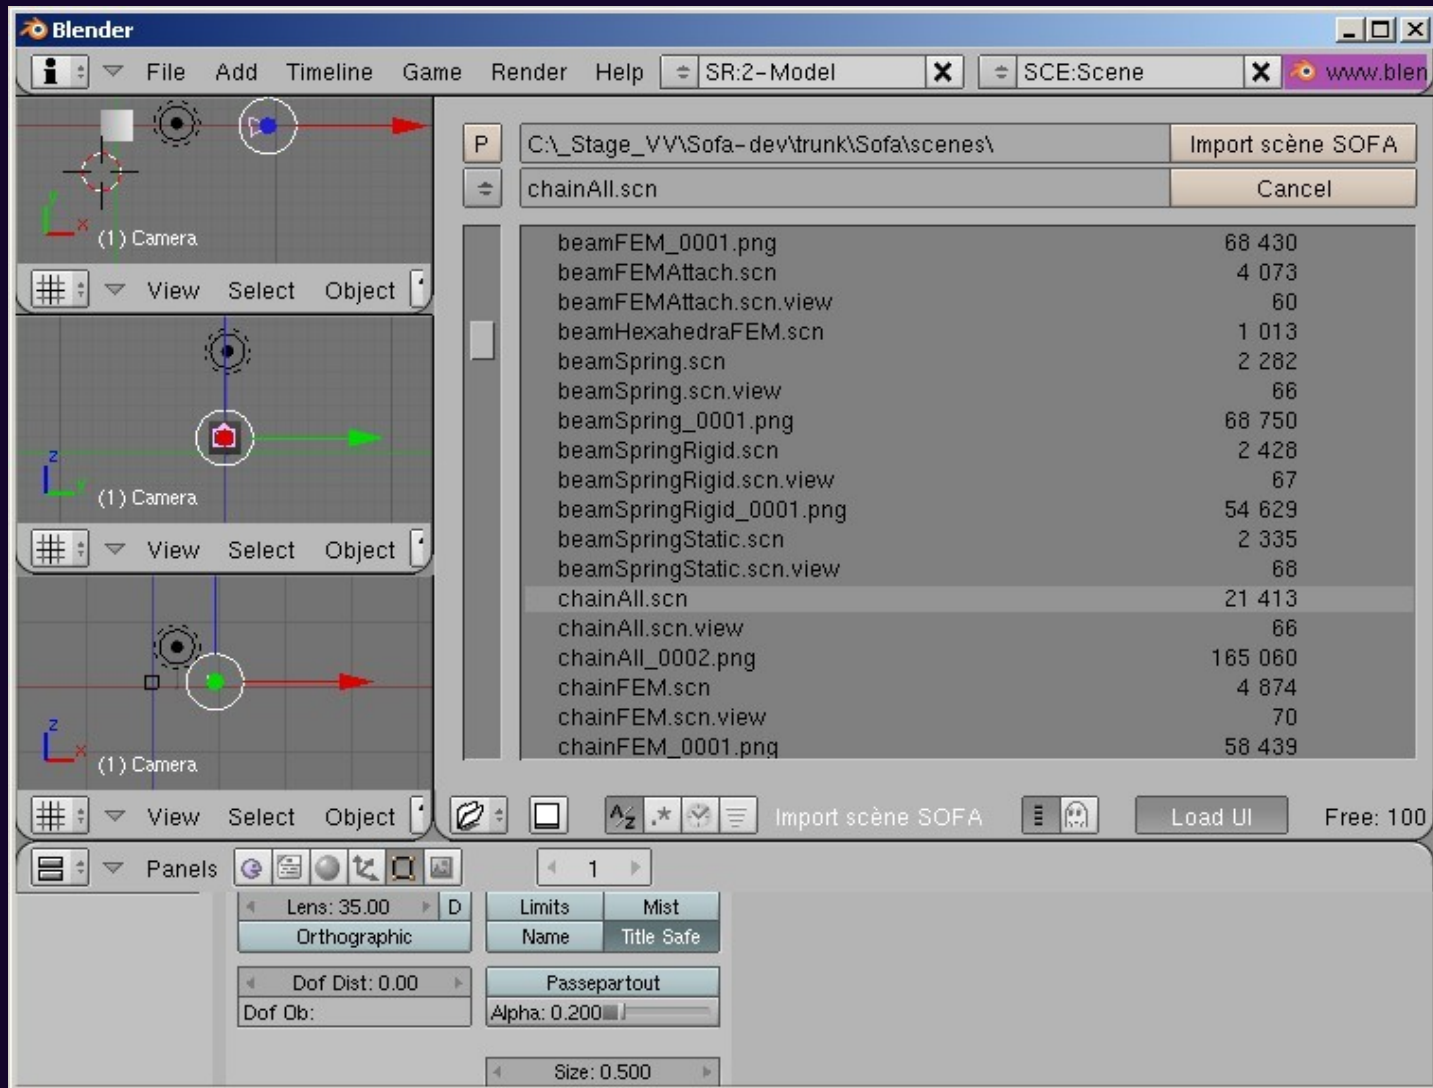 Blender
File Add Timeline Game Render Help SR:2-Model SCE:Scene www.blen
y
x
(1) Camera
View Select Object
z
y
(1) Camera
View Select Object
z
x
(1) Camera
View Select Object
P C:\_Stage_VV\Sofa-dev\trunk\Sofa\scenes\ Import scène SOFA
chainAll.scn Cancel
beamFEM_0001.png 68 430
beamFEMAttach.scn 4 073
beamFEMAttach.scn.view 60
beamHexahedraFEM.scn 1 013
beamSpring.scn 2 282
beamSpring.scn.view 66
beamSpring_0001.png 68 750
beamSpringRigid.scn 2 428
beamSpringRigid.scn.view 67
beamSpringRigid_0001.png 54 629
beamSpringStatic.scn 2 335
beamSpringStatic.scn.view 68
chainAll.scn 21 413
chainAll.scn.view 66
chainAll_0002.png 165 060
chainFEM.scn 4 874
chainFEM.scn.view 70
chainFEM_0001.png 58 439
Import scène SOFA Load UI Free: 100
Panels 1
Lens: 35.00 D Limits Mist
Orthographic Name Title Safe
Dof Dist: 0.00 Passepartout
Dof Ob: Alpha: 0.200
Size: 0.500